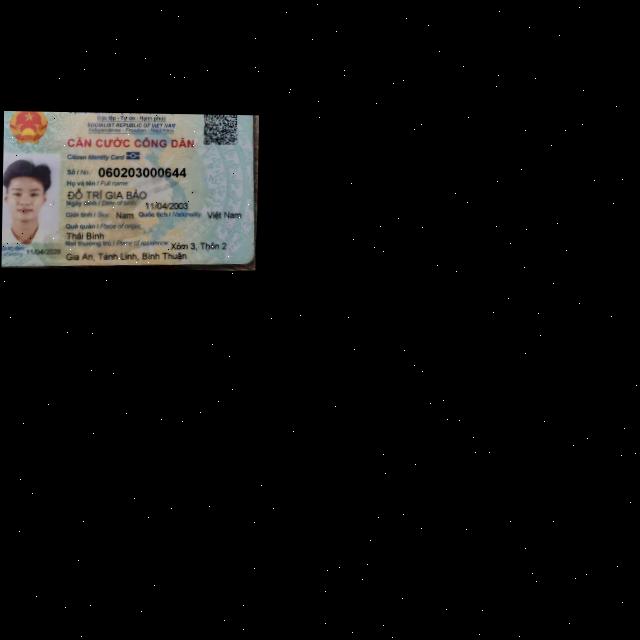 Độc lập - Tự do - Hạnh phúc
SOCIALIST REPUBLIC OF VIET NAM
Independence - Freedom - Happiness
CĂN CƯỚC CÔNG DÂN
Citizen Identity Card
Số / No.: 060203000644
Họ và tên / Full name:
ĐỖ TRÍ GIA BẢO
Ngày sinh / Date of birth: 11/04/2003
Giới tính / Sex: Nam Quốc tịch / Nationality: Việt Nam
Quê quán / Place of origin:
Thái Bình
Nơi thường trú / Place of residence: Xóm 3, Thôn 2
Gia An, Tánh Linh, Bình Thuận